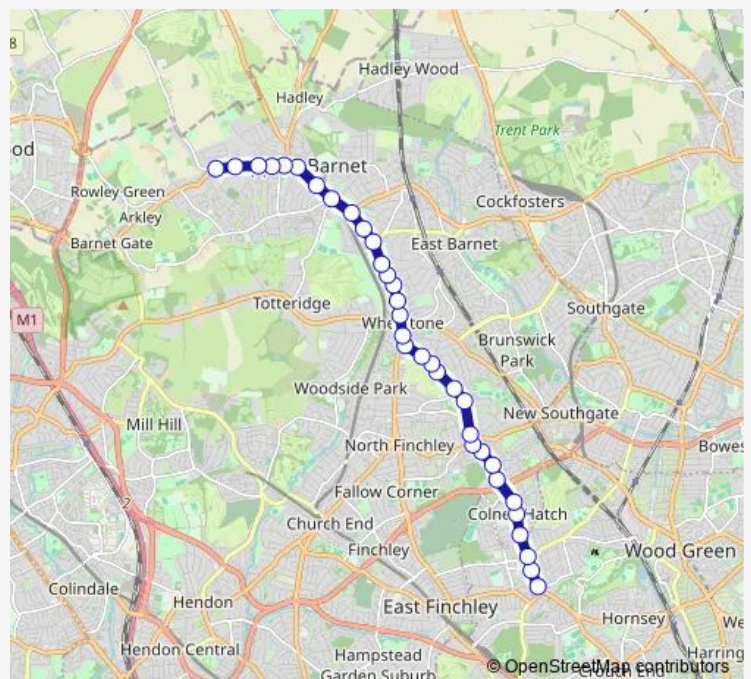 8
Hadley Wood
Hadley
Trent Park
od
Barnet
Rowley Green
Cockfosters
Arkley
Barnet Gate
East Barnet
Totteridge
Southgate
M1
Whetstone
Brunswick
Park
Woodside Park
New Southgate
Mill Hill
North Finchley
Bowes
Fallow Corner
2
Colney Hatch
Church End
Finchley
Wood Green
Colindale
Hendon
East Finchley
Hornsey
We
Hendon Central
Hampstead
Garden Suburb
Harring
Crouch End
© OpenStreetMap contributors